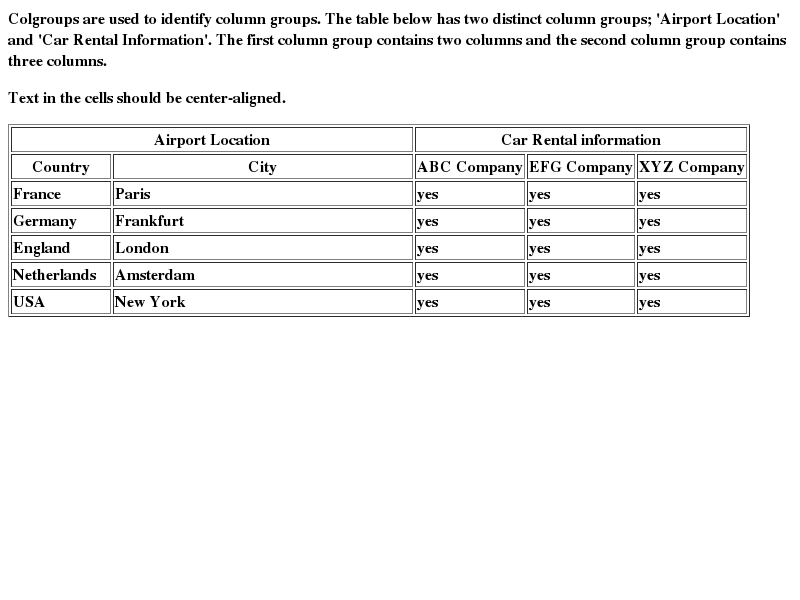 Colgroups are used to identify column groups. The table below has two distinct column groups; 'Airport Location'
and 'Car Rental Information'. The first column group contains two columns and the second column group contains
three columns.
Text in the cells should be center-aligned.
Airport Location Car Rental information
Country City ABC Company EFG Company XYZ Company
France Paris yes yes yes
Germany Frankfurt yes yes yes
England London yes yes yes
Netherlands Amsterdam yes yes yes
USA New York yes yes yes